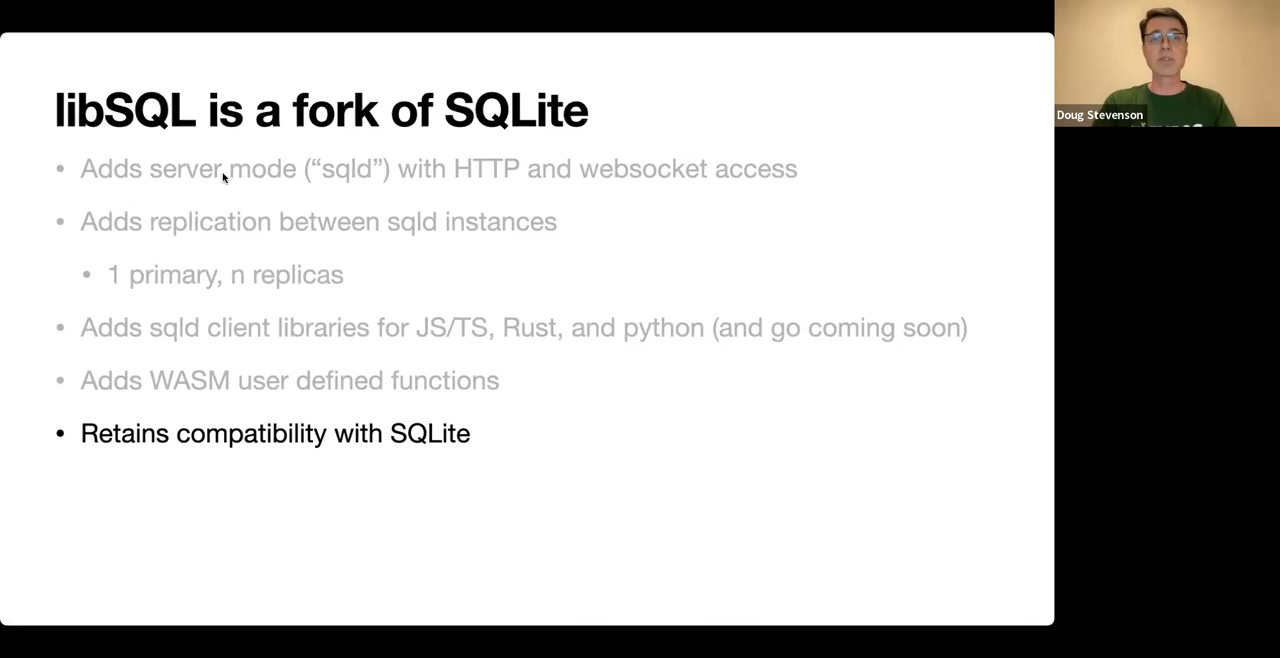 libSQL is a fork of SQLite
• Adds server mode (“sqld”) with HTTP and websocket access
• Adds replication between sqld instances
• 1 primary, n replicas
• Adds sqld client libraries for JS/TS, Rust, and python (and go coming soon)
• Adds WASM user defined functions
• Retains compatibility with SQLite
Doug Stevenson